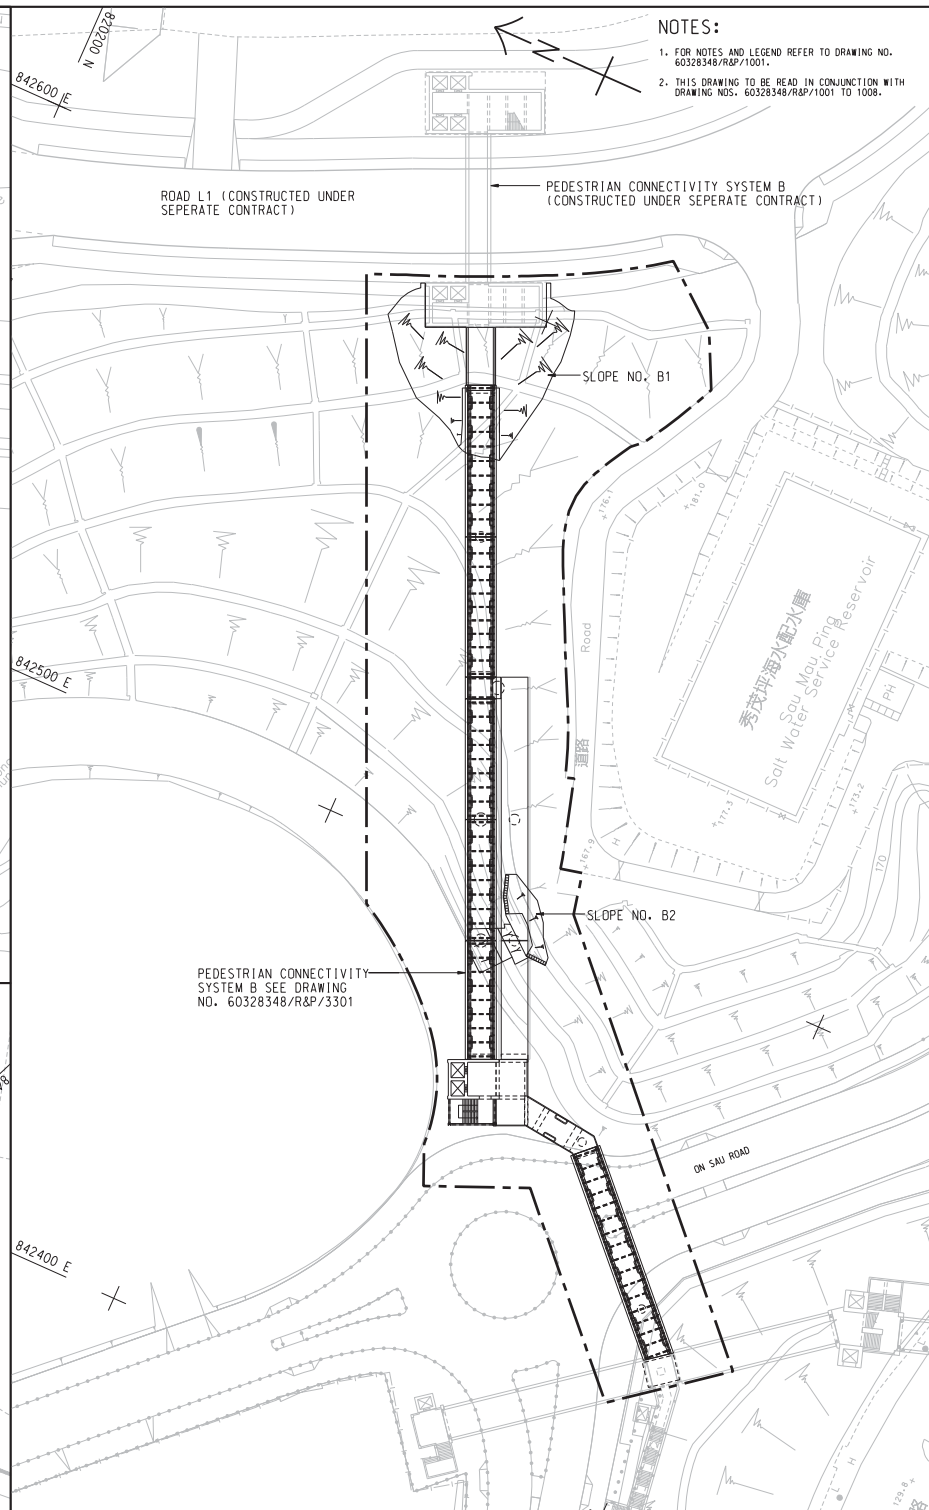 NOTES:
1. FOR NOTES AND LEGEND REFER TO DRAWING NO.
60328348/R&P/1001.
2. THIS DRAWING TO BE READ IN CONJUNCTION WITH
DRAWING NOS. 60328348/R&P/1001 TO 1008.
820200 N
842600 E
N
ROAD L1 (CONSTRUCTED UNDER
SEPERATE CONTRACT)
PEDESTRIAN CONNECTIVITY SYSTEM B
(CONSTRUCTED UNDER SEPERATE CONTRACT)
SLOPE NO. B1
+176.1
+181.0
Road
道路
秀茂坪海水配水庫
Sau Mau Ping
Salt Water Service Reservoir
PH
842500 E
+177.3
+173.2
+167.9
H
170
SLOPE NO. B2
PEDESTRIAN CONNECTIVITY
SYSTEM B SEE DRAWING
NO. 60328348/R&P/3301
ON SAU ROAD
842400 E
H
129.8+